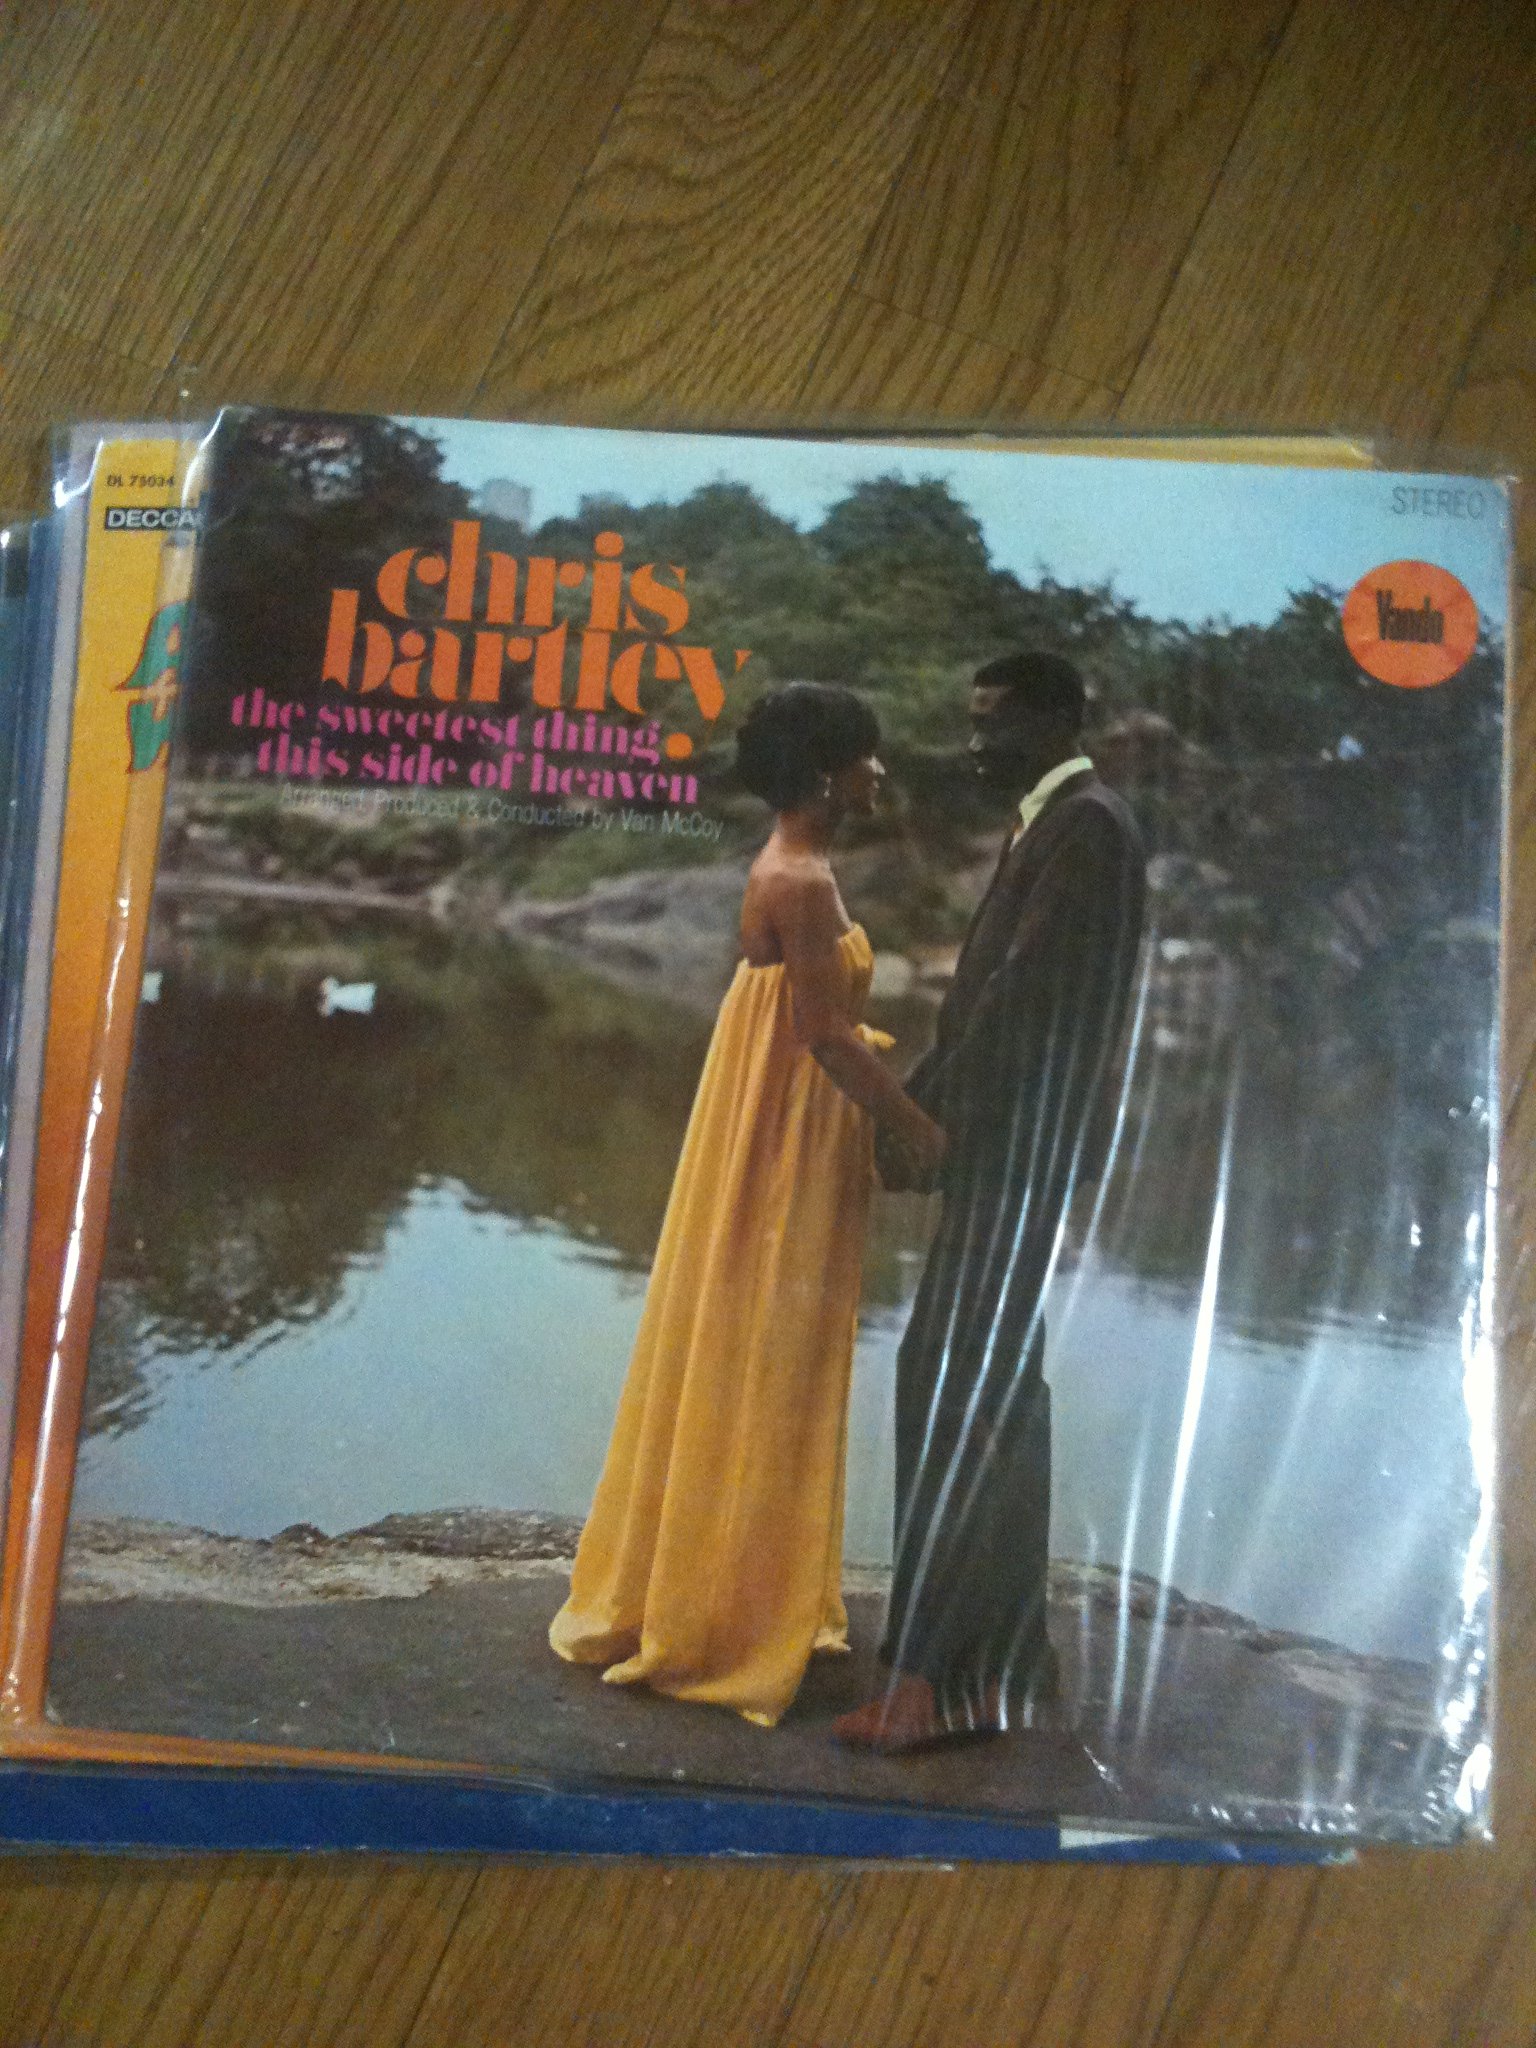 DL 75034
DECCA
STEREO
Vando
chris
bartley
the sweetest thing
this side of heaven
Arranged, Produced & Conducted by Van McCoy